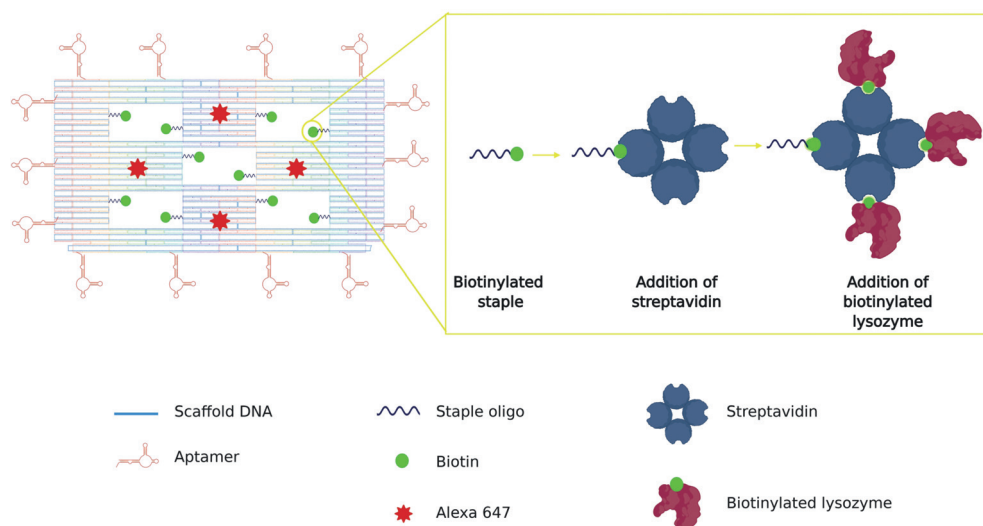 Biotinylated
staple
Addition of
streptavidin
Addition of
biotinylated
lysozyme
Scaffold DNA
Staple oligo
Streptavidin
Aptamer
Biotin
Alexa 647
Biotinylated lysozyme